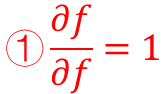 ① ∂f/∂f = 1